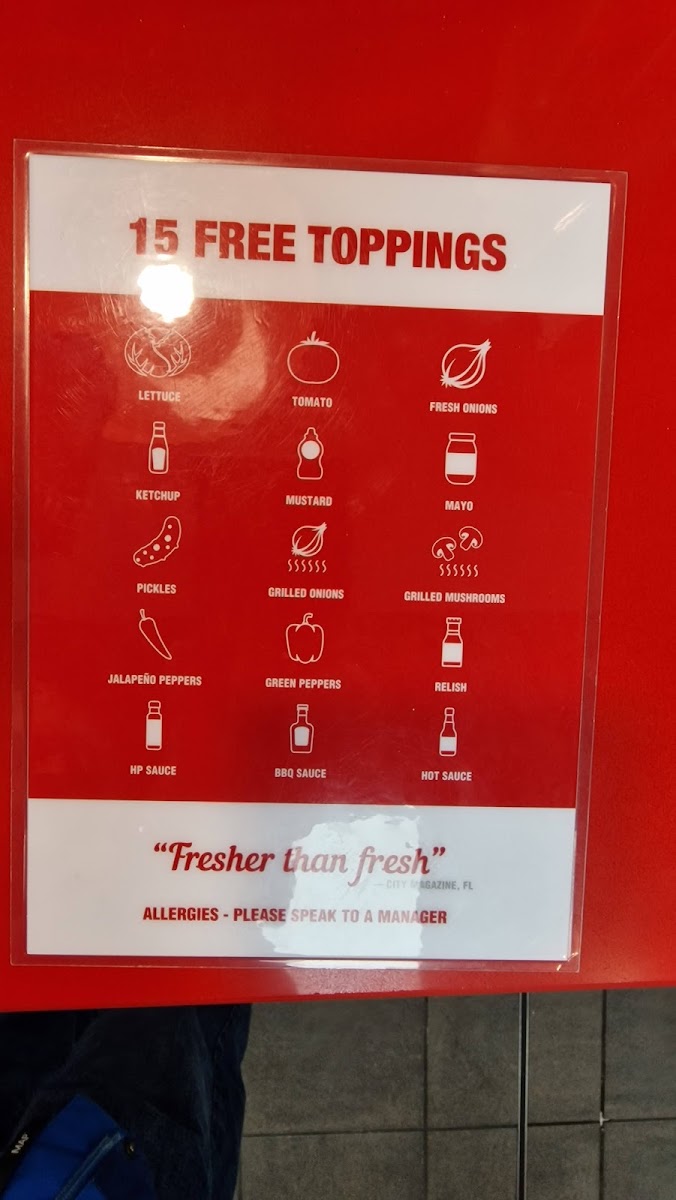 15 FREE TOPPINGS
LETTUCE
TOMATO
FRESH ONIONS
KETCHUP
MUSTARD
MAYO
PICKLES
GRILLED ONIONS
GRILLED MUSHROOMS
JALAPEÑO PEPPERS
GREEN PEPPERS
RELISH
HP SAUCE
BBQ SAUCE
HOT SAUCE
“Fresher than fresh”
— CITY MAGAZINE, FL
ALLERGIES - PLEASE SPEAK TO A MANAGER
MAP